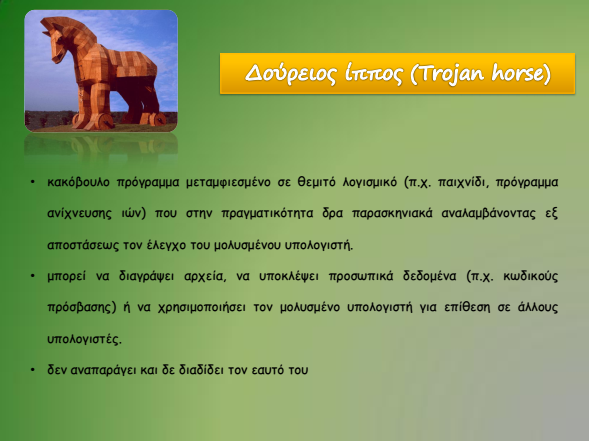 Δούρειος ίππος (Trojan horse)
• κακόβουλο πρόγραμμα μεταμφιεσμένο σε θεμιτό λογισμικό (π.χ. παιχνίδι, πρόγραμμα
ανίχνευσης ιών) που στην πραγματικότητα δρα παρασκηνιακά αναλαμβάνοντας εξ
αποστάσεως τον έλεγχο του μολυσμένου υπολογιστή.
• μπορεί να διαγράψει αρχεία, να υποκλέψει προσωπικά δεδομένα (π.χ. κωδικούς
πρόσβασης) ή να χρησιμοποιήσει τον μολυσμένο υπολογιστή για επίθεση σε άλλους
υπολογιστές.
• δεν αναπαράγει και δε διαδίδει τον εαυτό του